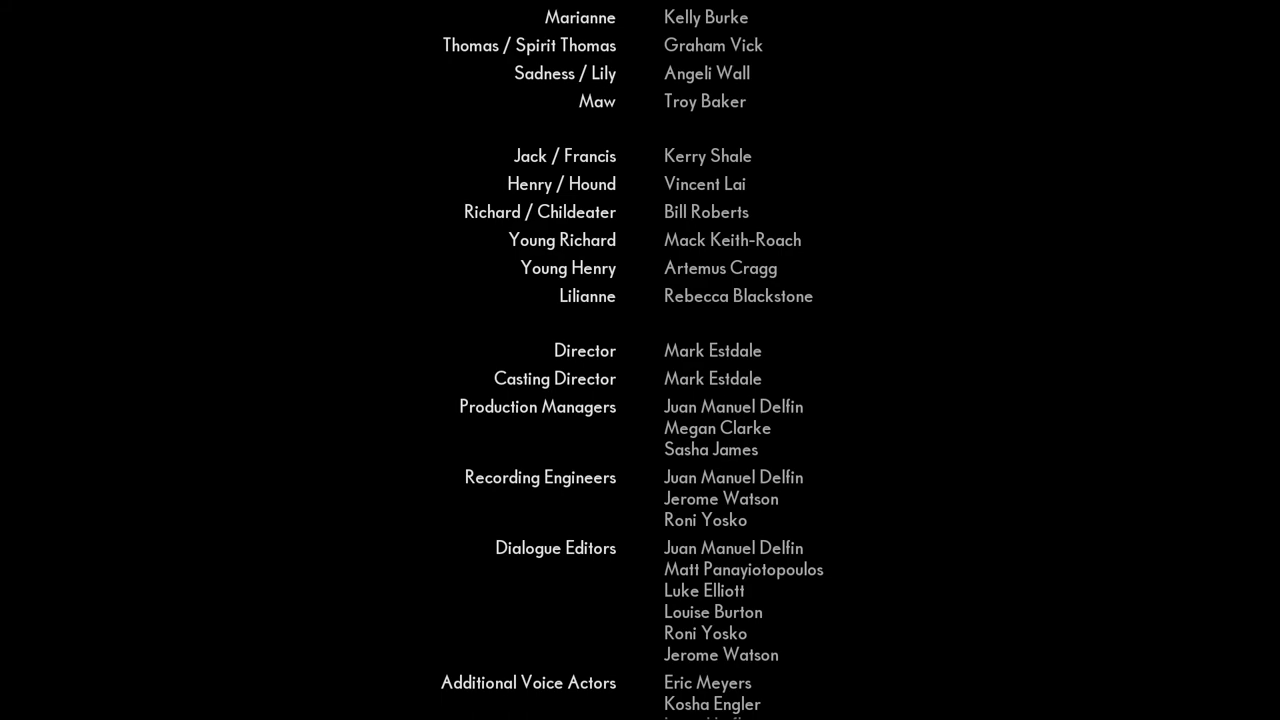 Marianne Kelly Burke
Thomas / Spirit Thomas Graham Vick
Sadness / Lily Angeli Wall
Maw Troy Baker
Jack / Francis Kerry Shale
Henry / Hound Vincent Lai
Richard / Childeater Bill Roberts
Young Richard Mack Keith-Roach
Young Henry Artemus Cragg
Lilianne Rebecca Blackstone
Director Mark Estdale
Casting Director Mark Estdale
Production Managers Juan Manuel Delfin
Megan Clarke
Sasha James
Recording Engineers Juan Manuel Delfin
Jerome Watson
Roni Yosko
Dialogue Editors Juan Manuel Delfin
Matt Panayiotopoulos
Luke Elliott
Louise Burton
Roni Yosko
Jerome Watson
Additional Voice Actors Eric Meyers
Kosha Engler